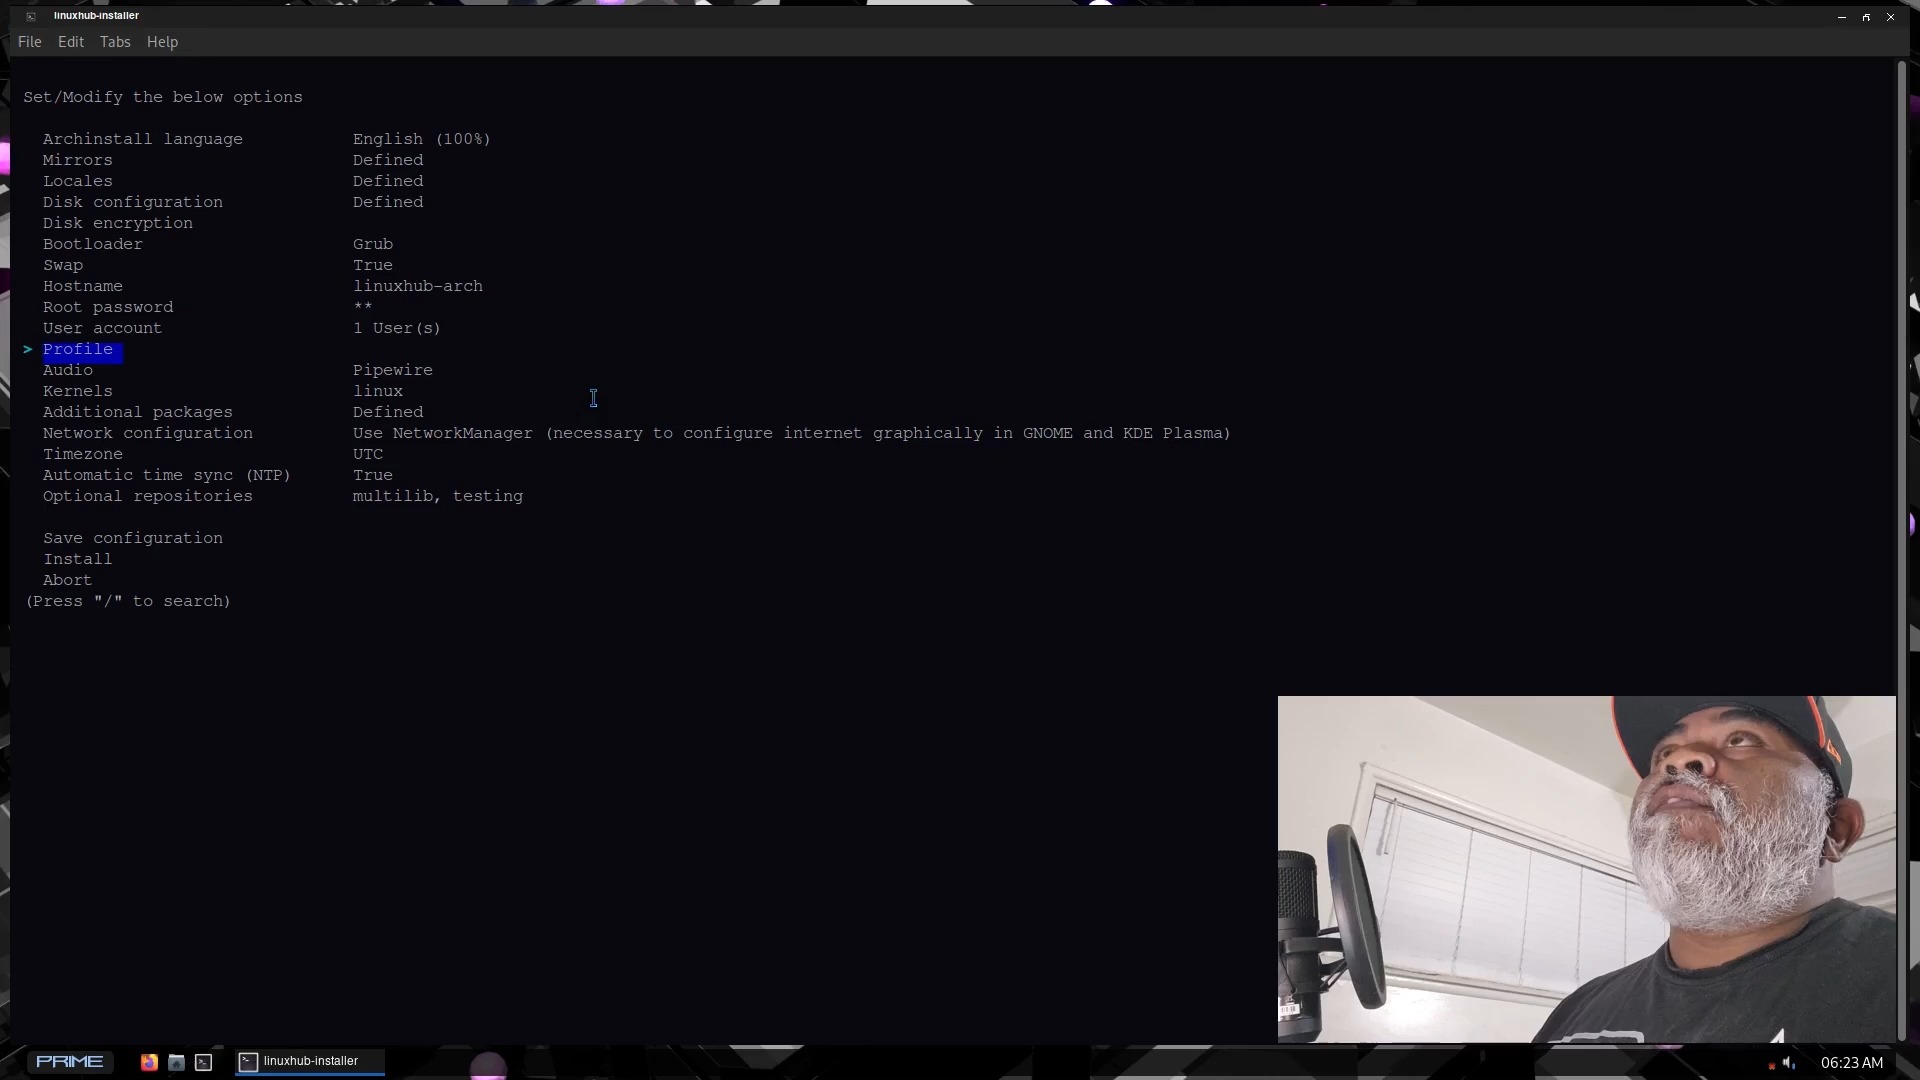 linuxhub-installer
File Edit Tabs Help
Set/Modify the below options
Archinstall language English (100%)
Mirrors Defined
Locales Defined
Disk configuration Defined
Disk encryption
Bootloader Grub
Swap True
Hostname linuxhub-arch
Root password **
User account 1 User(s)
> Profile
Audio Pipewire
Kernels linux
Additional packages Defined
Network configuration Use NetworkManager (necessary to configure internet graphically in GNOME and KDE Plasma)
Timezone UTC
Automatic time sync (NTP) True
Optional repositories multilib, testing
Save configuration
Install
Abort
(Press "/" to search)
PRIME linuxhub-installer 06:23 AM